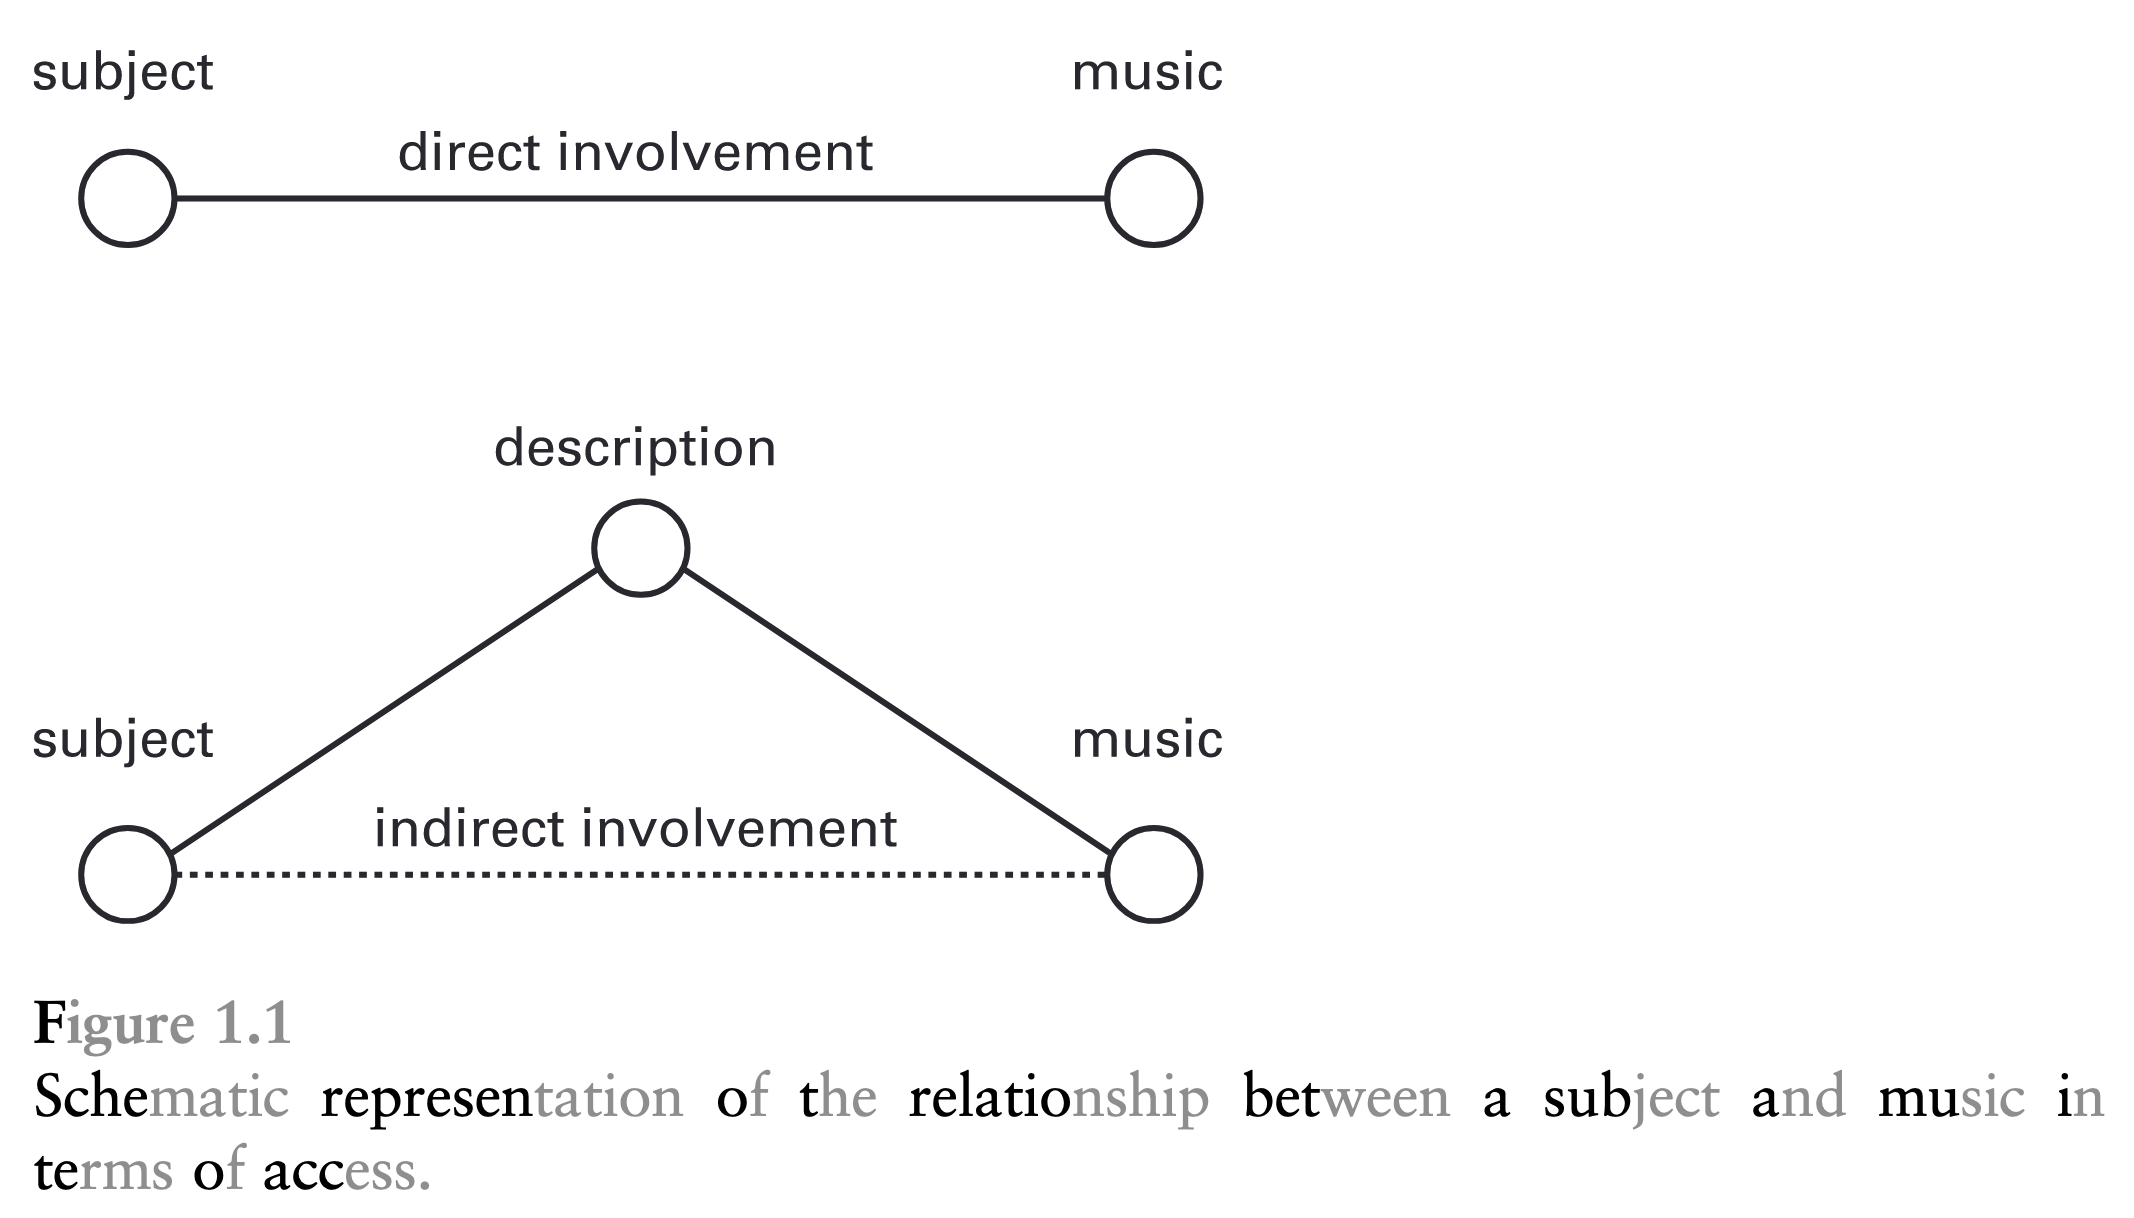 subject music
direct involvement
description
subject music
indirect involvement
Figure 1.1
Schematic representation of the relationship between a subject and music in
terms of access.